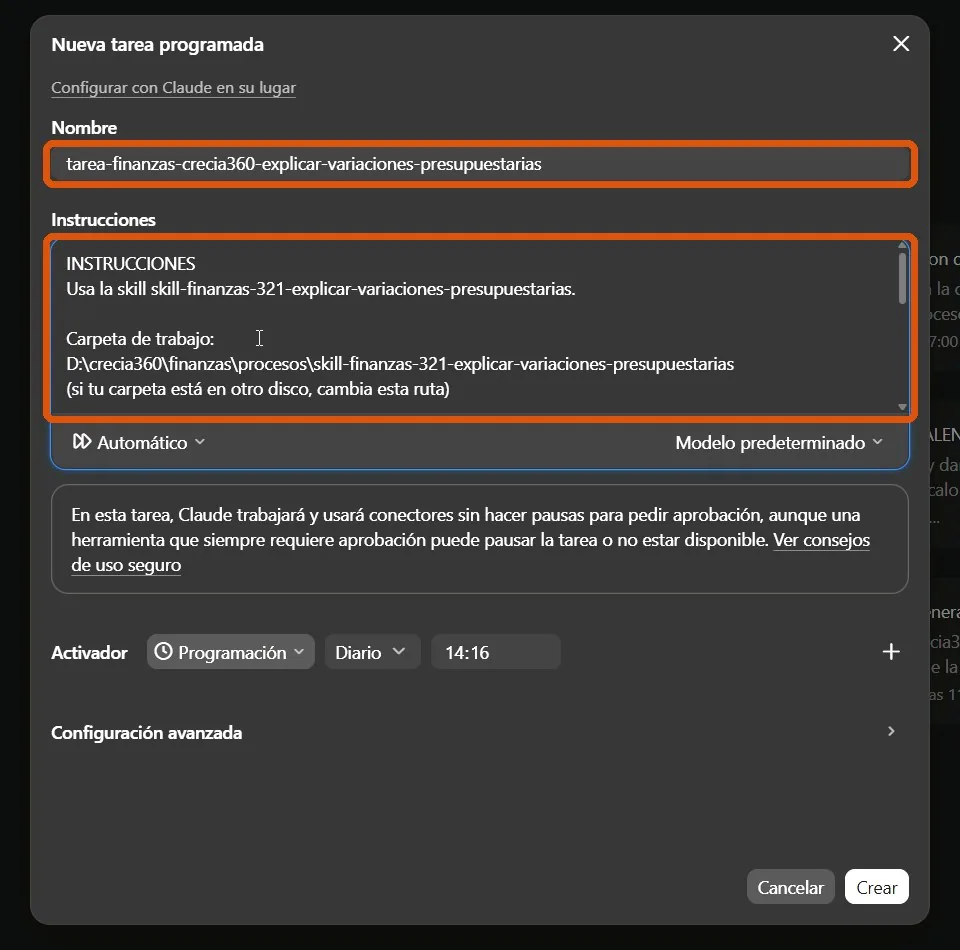 Nueva tarea programada
Configurar con Claude en su lugar
Nombre
tarea-finanzas-crecia360-explicar-variaciones-presupuestarias
Instrucciones
INSTRUCCIONES
Usa la skill skill-finanzas-321-explicar-variaciones-presupuestarias.
Carpeta de trabajo:
D:\crecia360\finanzas\procesos\skill-finanzas-321-explicar-variaciones-presupuestarias
(si tu carpeta está en otro disco, cambia esta ruta)
Automático
Modelo predeterminado
En esta tarea, Claude trabajará y usará conectores sin hacer pausas para pedir aprobación, aunque una
herramienta que siempre requiere aprobación puede pausar la tarea o no estar disponible. Ver consejos
de uso seguro
Activador Programación Diario 14:16
Configuración avanzada
Cancelar Crear